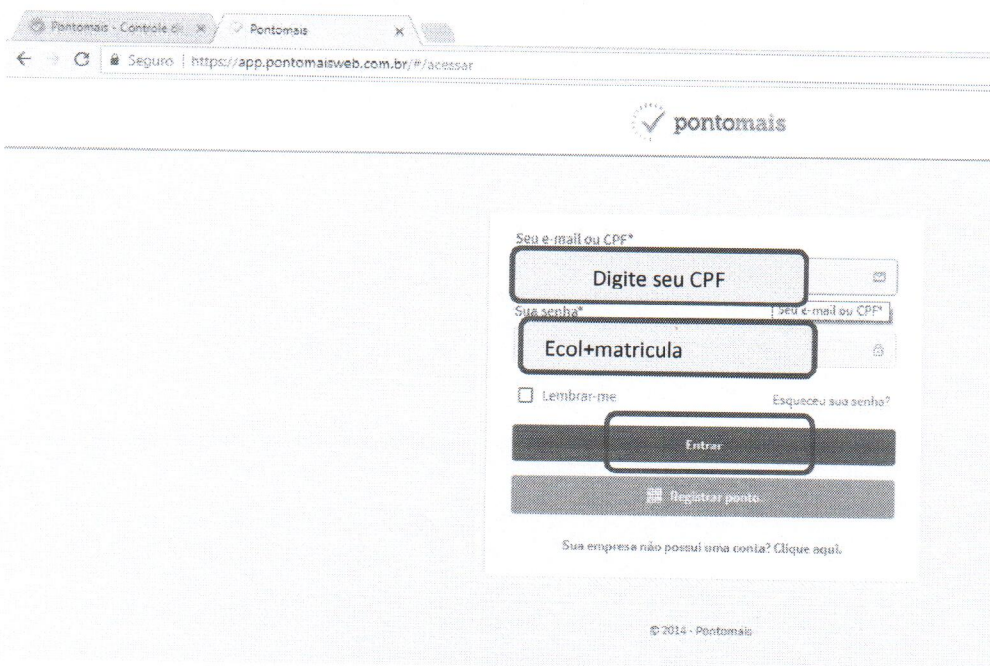 Pontomais - Controle de
Pontomais
Seguro | https://app.pontomaisweb.com.br/#/acessar
pontomais
Seu e-mail ou CPF*
Digite seu CPF
Sua senha*
Seu e-mail ou CPF*
Ecol+matricula
Lembrar-me
Esqueceu sua senha?
Entrar
Registrar ponto
Sua empresa não possui uma conta? Clique aqui.
© 2014 - Pontomais